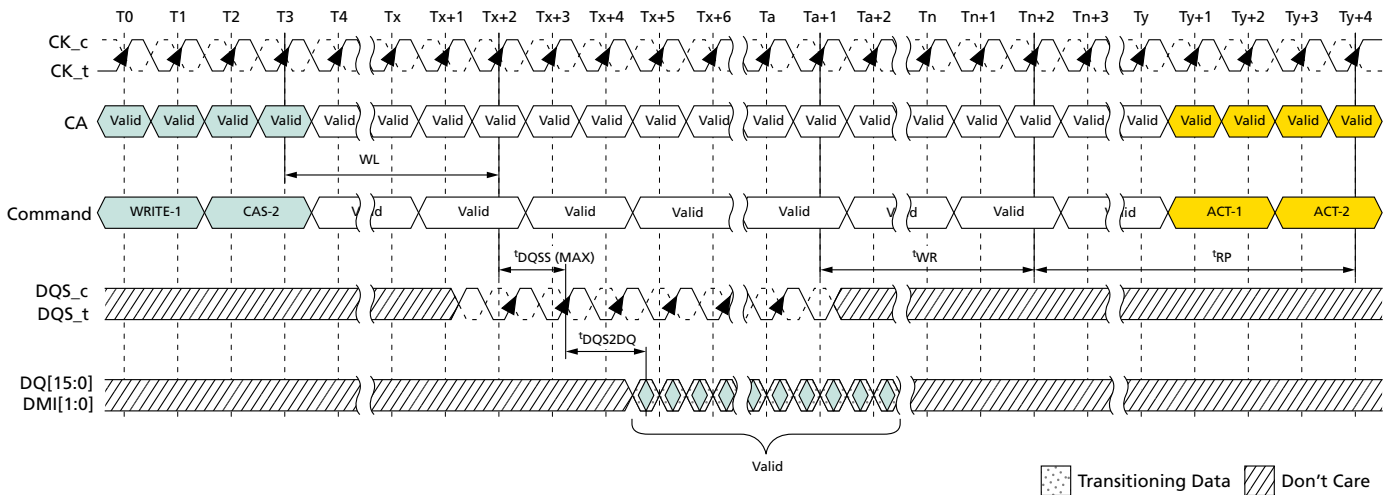 T0 T1 T2 T3 T4 Tx Tx+1 Tx+2 Tx+3 Tx+4 Tx+5 Tx+6 Ta Ta+1 Ta+2 Tn Tn+1 Tn+2 Tn+3 Ty Ty+1 Ty+2 Ty+3 Ty+4
CK_c
CK_t
CA Valid Valid Valid Valid Valid Valid Valid Valid Valid Valid Valid Valid Valid Valid Valid Valid Valid Valid Valid Valid Valid Valid Valid Valid
WL
Command WRITE-1 CAS-2 Valid Valid Valid Valid Valid Valid Valid Valid ACT-1 ACT-2
tDQSS (MAX) tWR tRP
DQS_c
DQS_t
tDQS2DQ
DQ[15:0]
DMI[1:0]
Valid
Transitioning Data Don't Care